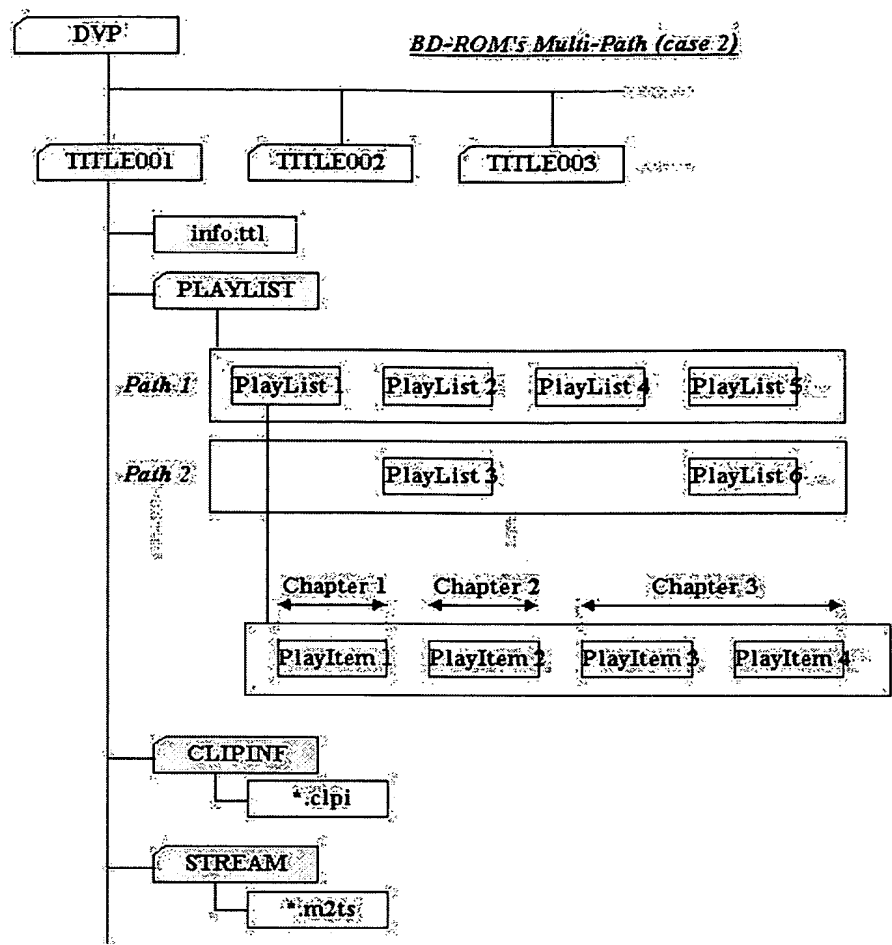 DVP
BD-ROM's Multi-Path (case 2)
TITLE001
TITLE002
TITLE003
info.ttl
PLAYLIST
Path 1
PlayList 1
PlayList 2
PlayList 4
PlayList 5
Path 2
PlayList 3
PlayList 6
Chapter 1
Chapter 2
Chapter 3
PlayItem 1
PlayItem 2
PlayItem 3
PlayItem 4
CLIPINF
*.clpi
STREAM
*.m2ts